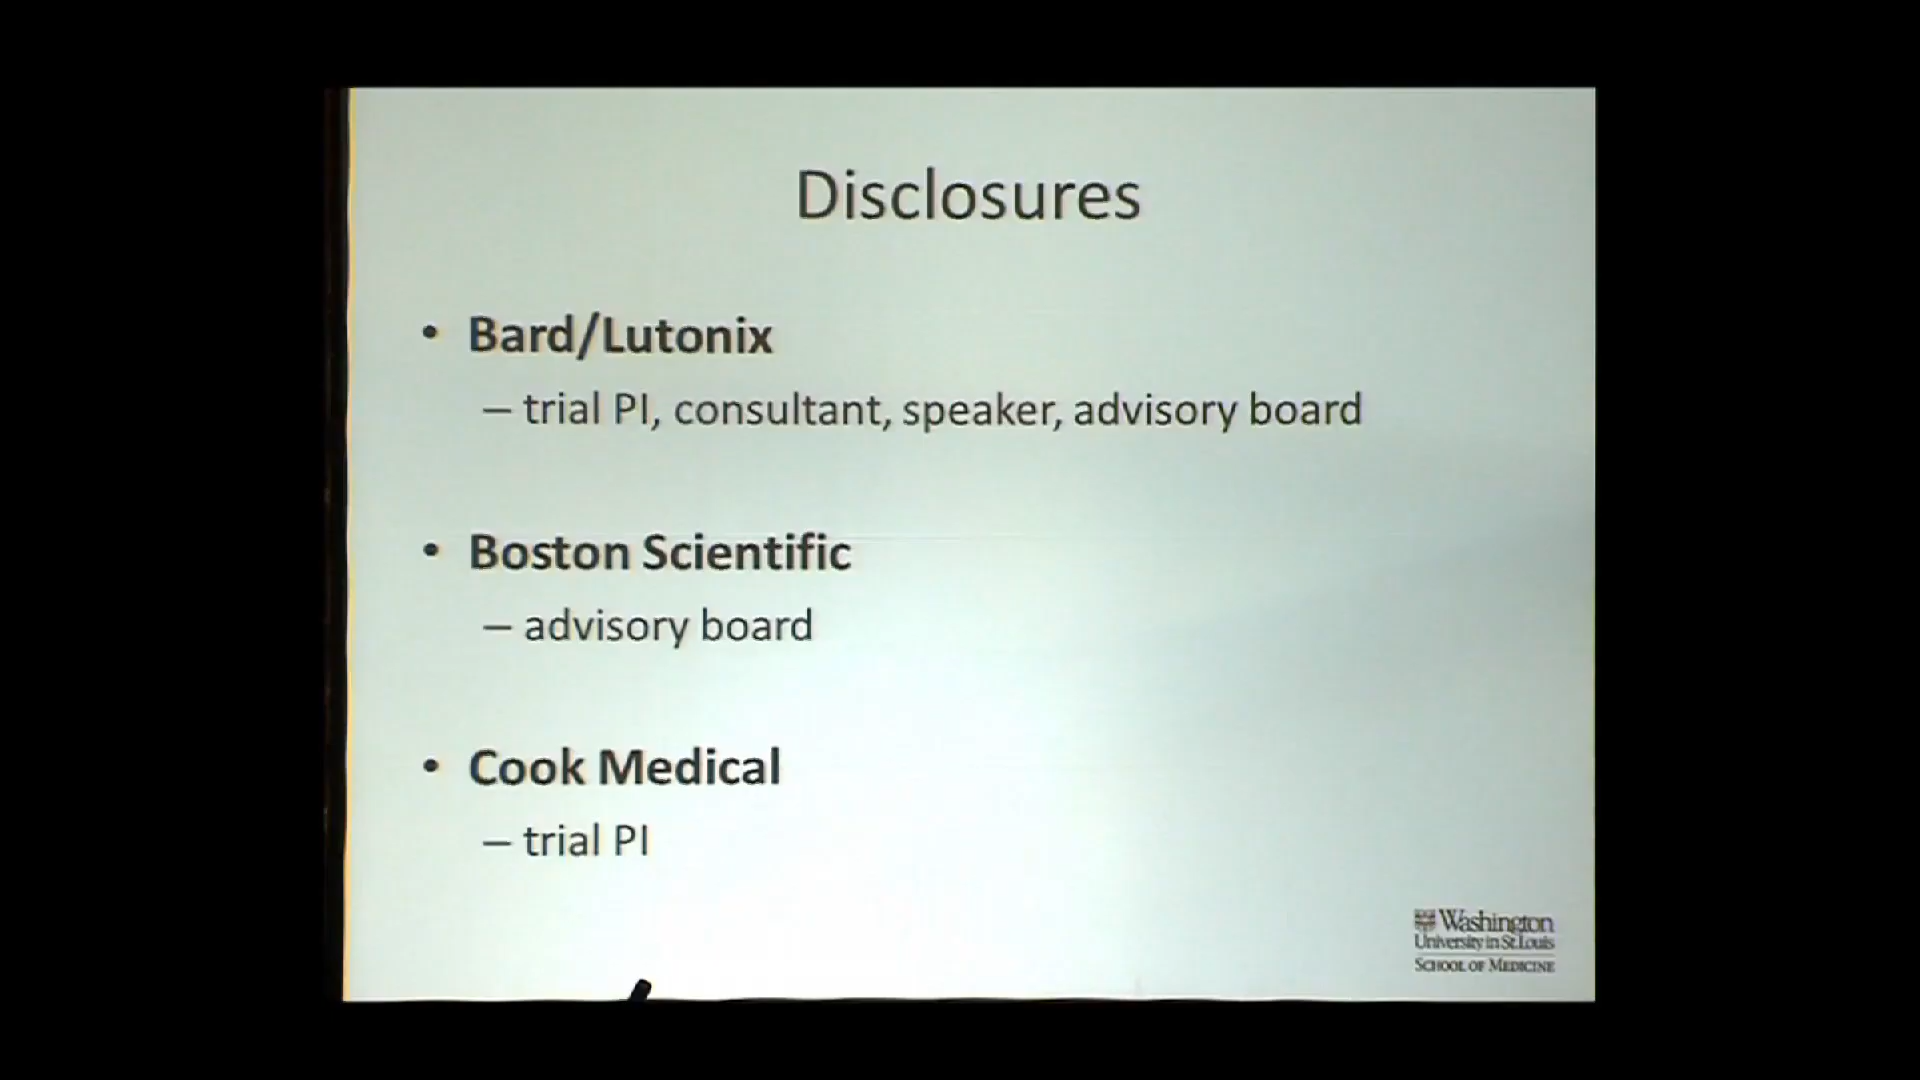 Disclosures
• Bard/Lutonix
– trial PI, consultant, speaker, advisory board
• Boston Scientific
– advisory board
• Cook Medical
– trial PI
Washington
University in St. Louis
SCHOOL OF MEDICINE